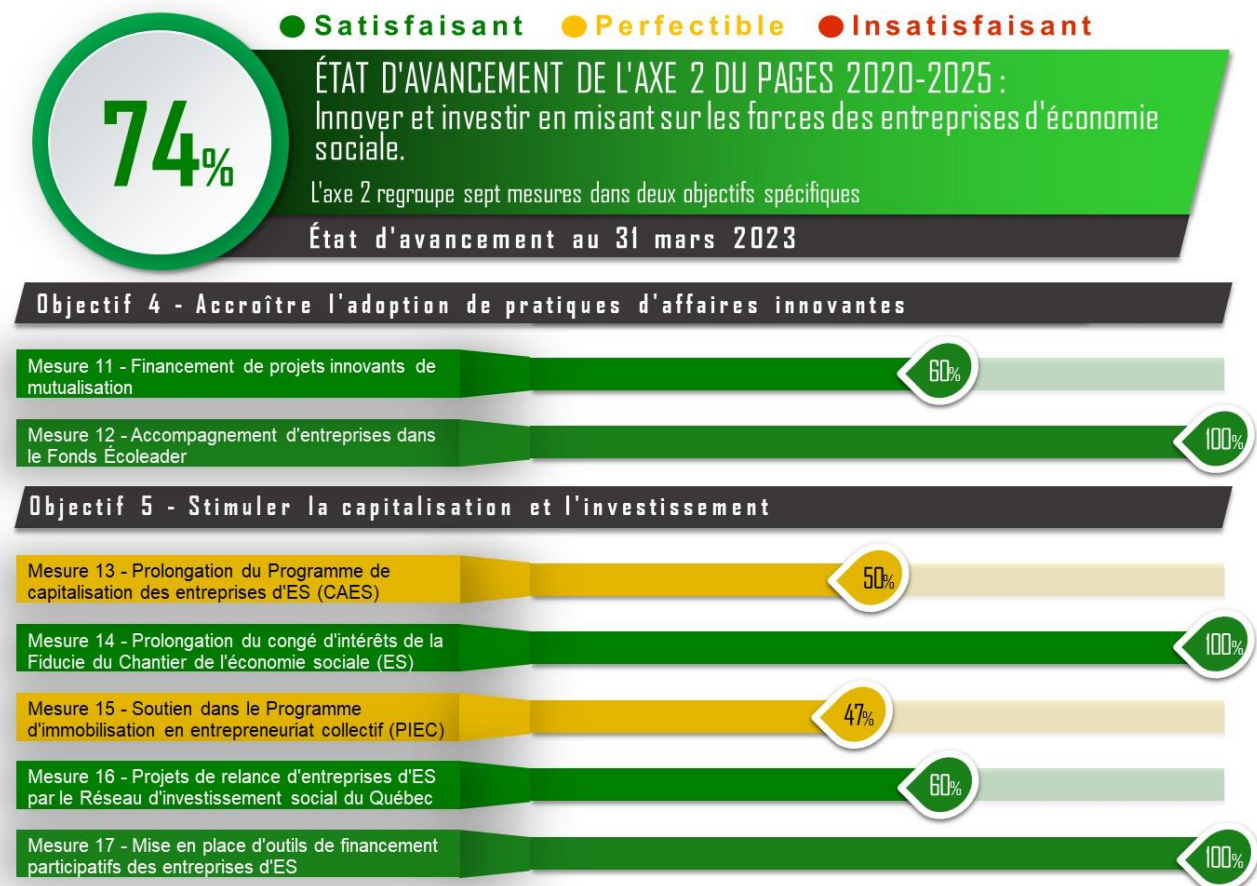 Satisfaisant Perfectible Insatisfaisant
74%
ÉTAT D'AVANCEMENT DE L'AXE 2 DU PAGES 2020-2025 :
Innover et investir en misant sur les forces des entreprises d'économie
sociale.
L'axe 2 regroupe sept mesures dans deux objectifs spécifiques
État d'avancement au 31 mars 2023
Objectif 4 - Accroître l'adoption de pratiques d'affaires innovantes
Mesure 11 - Financement de projets innovants de
mutualisation
60%
Mesure 12 - Accompagnement d'entreprises dans
le Fonds Écoleader
100%
Objectif 5 - Stimuler la capitalisation et l'investissement
Mesure 13 - Prolongation du Programme de
capitalisation des entreprises d'ES (CAES)
50%
Mesure 14 - Prolongation du congé d'intérêts de la
Fiducie du Chantier de l'économie sociale (ES)
100%
Mesure 15 - Soutien dans le Programme
d'immobilisation en entrepreneuriat collectif (PIEC)
47%
Mesure 16 - Projets de relance d'entreprises d'ES
par le Réseau d'investissement social du Québec
60%
Mesure 17 - Mise en place d'outils de financement
participatifs des entreprises d'ES
100%